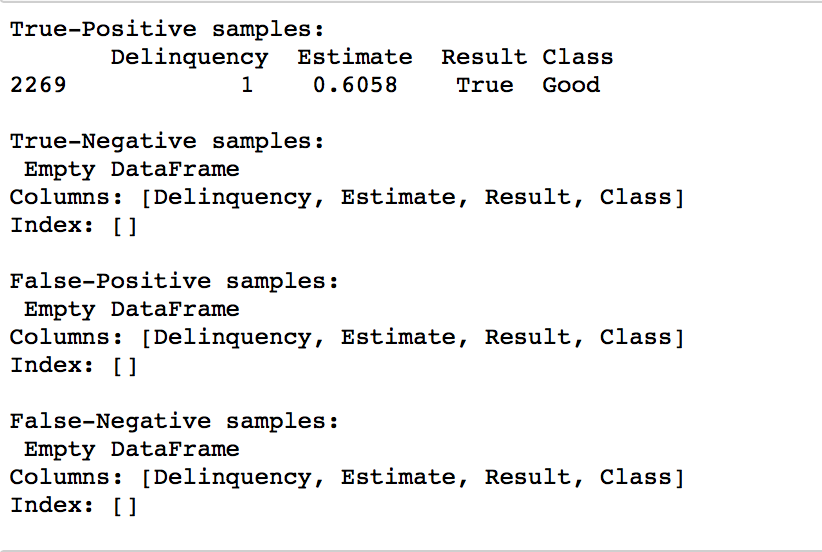 True-Positive samples:
Delinquency Estimate Result Class
2269 1 0.6058 True Good
True-Negative samples:
Empty DataFrame
Columns: [Delinquency, Estimate, Result, Class]
Index: []
False-Positive samples:
Empty DataFrame
Columns: [Delinquency, Estimate, Result, Class]
Index: []
False-Negative samples:
Empty DataFrame
Columns: [Delinquency, Estimate, Result, Class]
Index: []